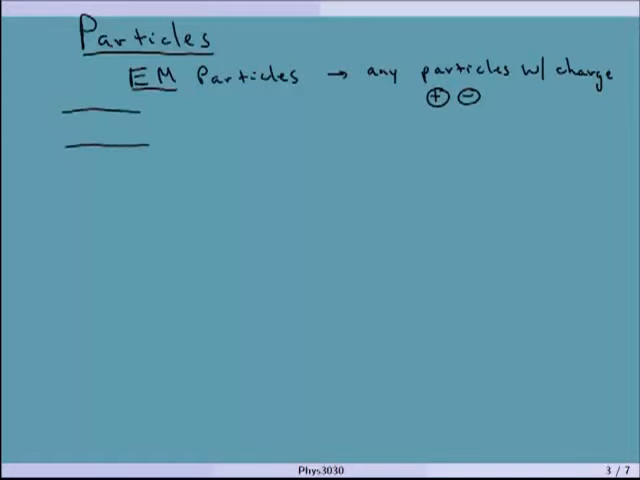 Particles
EM Particles → any particles w/ charge
⊕ ⊖
Phys3030
3 / 7